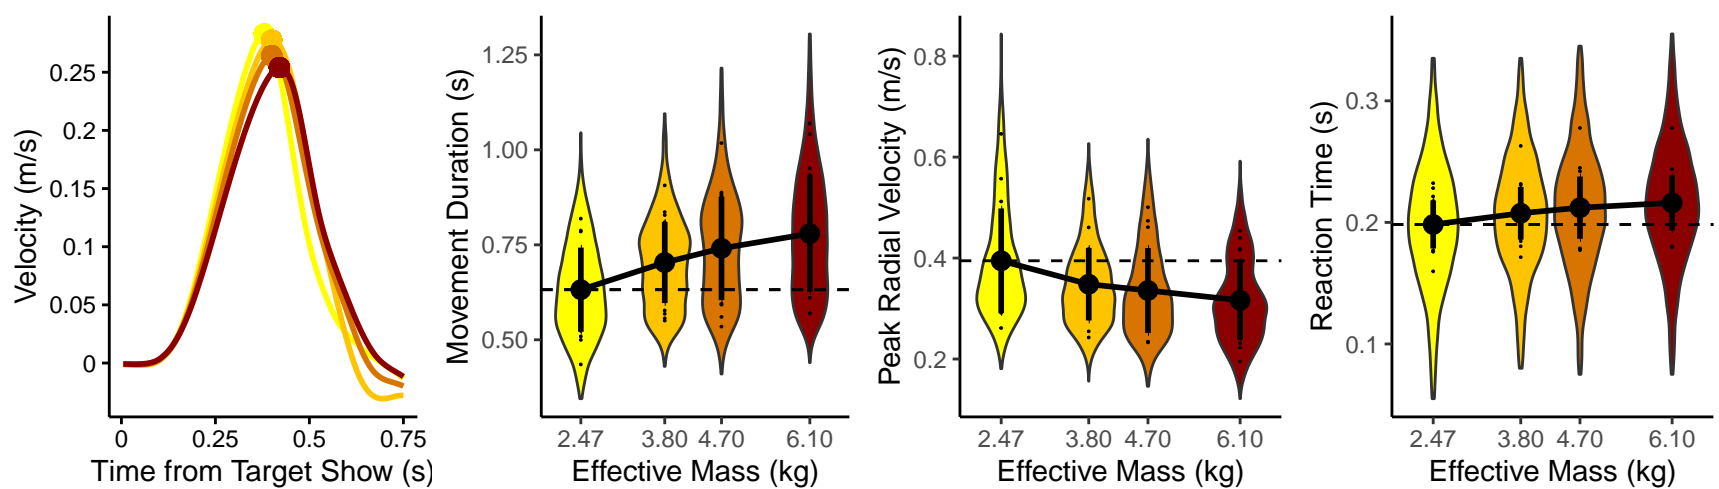 Velocity (m/s)
0.25
0.2
0.15
0.1
0.05
0
0 0.25 0.5 0.75
Time from Target Show (s)
Movement Duration (s)
1.25
1.00
0.75
0.50
2.47 3.80 4.70 6.10
Effective Mass (kg)
Peak Radial Velocity (m/s)
0.8
0.6
0.4
0.2
2.47 3.80 4.70 6.10
Effective Mass (kg)
Reaction Time (s)
0.3
0.2
0.1
2.47 3.80 4.70 6.10
Effective Mass (kg)